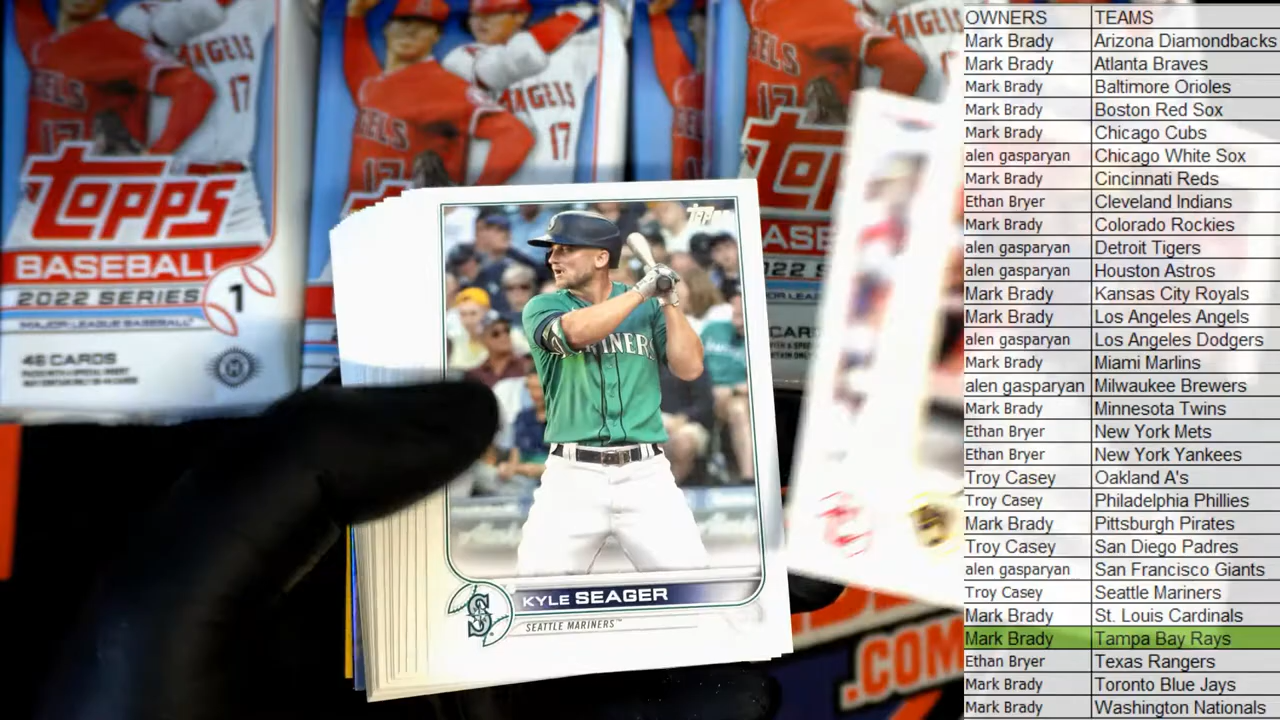 ANGELS
17
TOPPS
BASEBALL
2022 SERIES 1
MAJOR LEAGUE BASEBALL
46 CARDS
H
ANGELS
17
17
Topps
MARINERS
KYLE SEAGER
SEATTLE MARINERS™
S
.COM
OWNERS TEAMS
Mark Brady Arizona Diamondbacks
Mark Brady Atlanta Braves
Mark Brady Baltimore Orioles
Mark Brady Boston Red Sox
Mark Brady Chicago Cubs
alen gasparyan Chicago White Sox
Mark Brady Cincinnati Reds
Ethan Bryer Cleveland Indians
Mark Brady Colorado Rockies
alen gasparyan Detroit Tigers
alen gasparyan Houston Astros
Mark Brady Kansas City Royals
Mark Brady Los Angeles Angels
alen gasparyan Los Angeles Dodgers
Mark Brady Miami Marlins
alen gasparyan Milwaukee Brewers
Mark Brady Minnesota Twins
Ethan Bryer New York Mets
Ethan Bryer New York Yankees
Troy Casey Oakland A's
Troy Casey Philadelphia Phillies
Mark Brady Pittsburgh Pirates
Troy Casey San Diego Padres
alen gasparyan San Francisco Giants
Troy Casey Seattle Mariners
Mark Brady St. Louis Cardinals
Mark Brady Tampa Bay Rays
Ethan Bryer Texas Rangers
Mark Brady Toronto Blue Jays
Mark Brady Washington Nationals